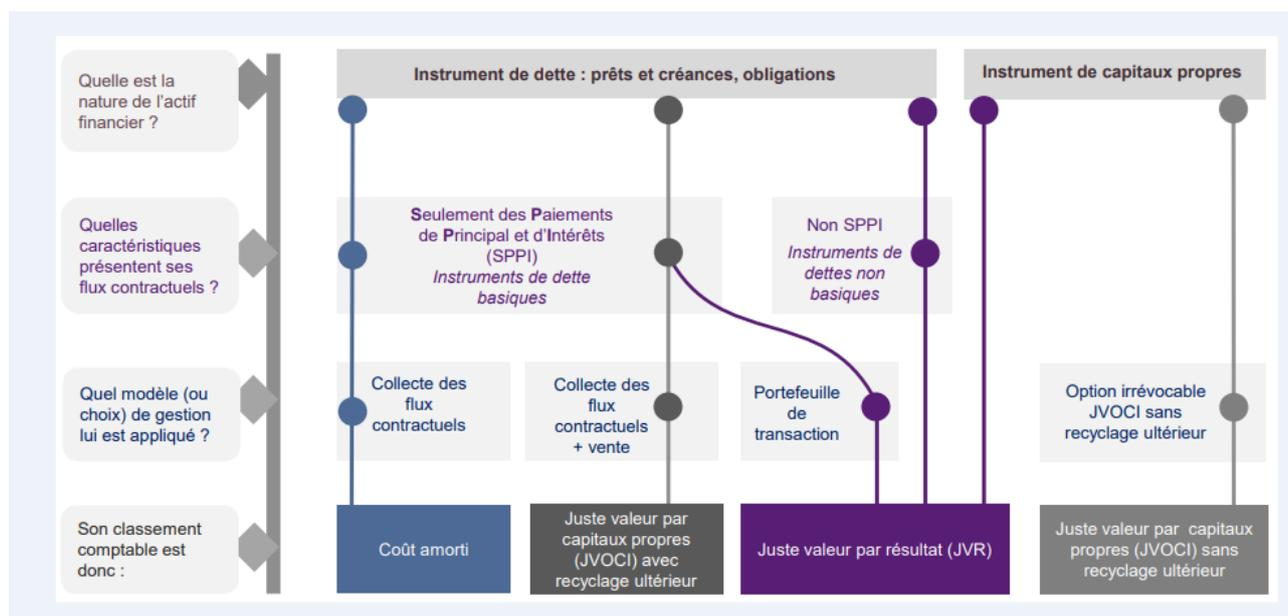 Quelle est la
nature de l'actif
financier ?
Instrument de dette : prêts et créances, obligations
Instrument de capitaux propres
Quelles
caractéristiques
présentent ses
flux contractuels ?
Seulement des Paiements
de Principal et d'Intérêts
(SPPI)
Instruments de dette
basiques
Non SPPI
Instruments de
dettes non
basiques
Quel modèle (ou
choix) de gestion
lui est appliqué ?
Collecte des
flux
contractuels
Collecte des
flux
contractuels
+ vente
Portefeuille
de
transaction
Option irrévocable
JVOCI sans
recyclage ultérieur
Son classement
comptable est
donc :
Coût amorti
Juste valeur par
capitaux propres
(JVOCI) avec
recyclage ultérieur
Juste valeur par résultat (JVR)
Juste valeur par capitaux
propres (JVOCI) sans
recyclage ultérieur